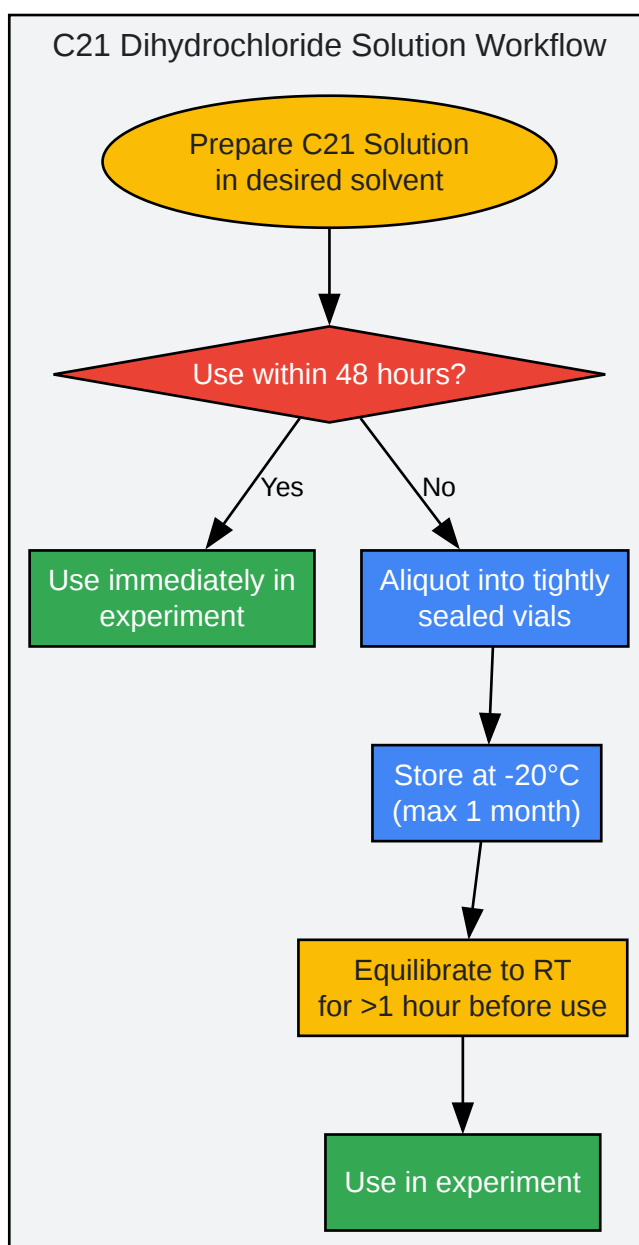 C21 Dihydrochloride Solution Workflow
Prepare C21 Solution
in desired solvent
Use within 48 hours?
Yes
No
Use immediately in
experiment
Aliquot into tightly
sealed vials
Store at -20°C
(max 1 month)
Equilibrate to RT
for >1 hour before use
Use in experiment